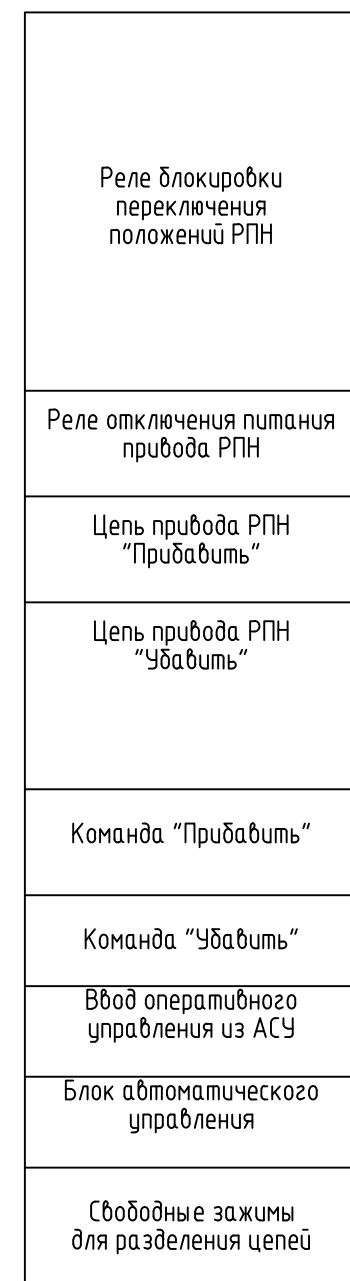 Реле блокировки
переключения
положений РПН
Реле отключения питания
привода РПН
Цепь привода РПН
"Прибавить"
Цепь привода РПН
"Убавить"
Команда "Прибавить"
Команда "Убавить"
Ввод оперативного
управления из АСУ
Блок автоматического
управления
Свободные зажимы
для разделения цепей